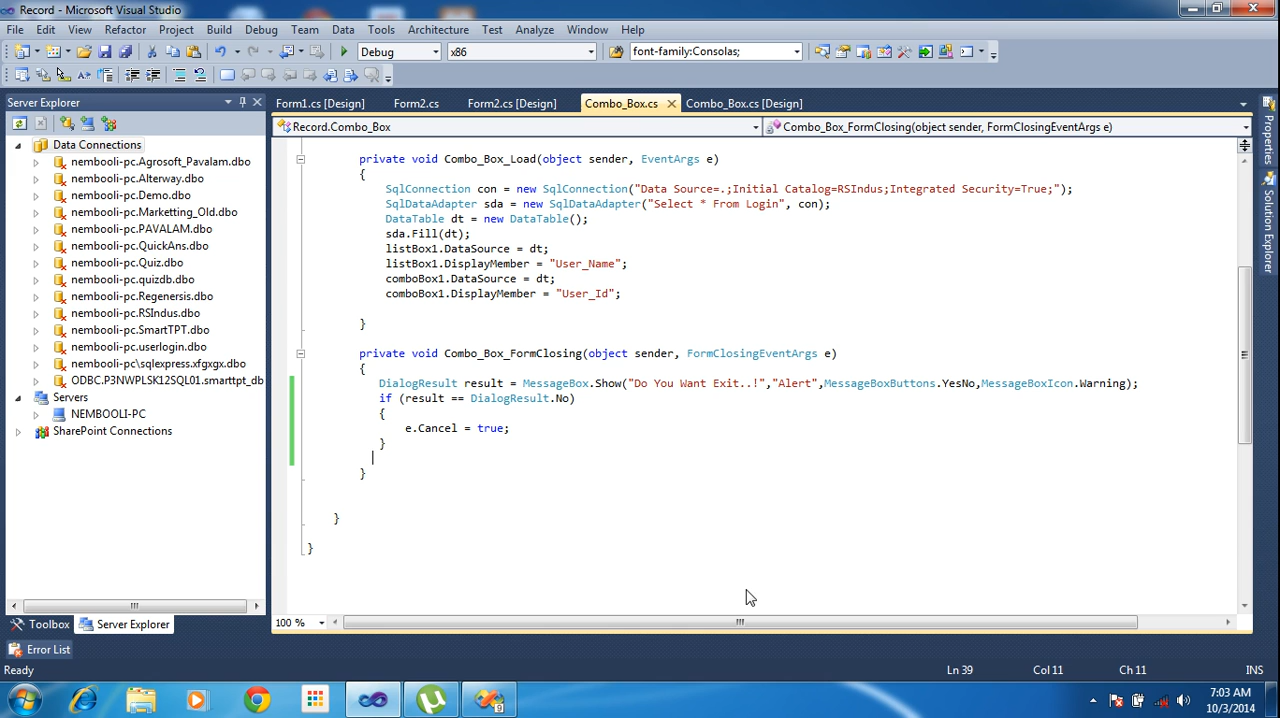 Record - Microsoft Visual Studio
File Edit View Refactor Project Build Debug Team Data Tools Architecture Test Analyze Window Help
Debug x86 font-family:Consolas;
Server Explorer
Form1.cs [Design] Form2.cs Form2.cs [Design] Combo_Box.cs Combo_Box.cs [Design]
Record.Combo_Box Combo_Box_FormClosing(object sender, FormClosingEventArgs e)
Data Connections
nembooli-pc.Agrosoft_Pavalam.dbo
nembooli-pc.Alterway.dbo
nembooli-pc.Demo.dbo
nembooli-pc.Marketting_Old.dbo
nembooli-pc.PAVALAM.dbo
nembooli-pc.QuickAns.dbo
nembooli-pc.Quiz.dbo
nembooli-pc.quizdb.dbo
nembooli-pc.Regenersis.dbo
nembooli-pc.RSIndus.dbo
nembooli-pc.SmartTPT.dbo
nembooli-pc.userlogin.dbo
nembooli-pc\sqlexpress.xfgxgx.dbo
ODBC.P3NWPLSK12SQL01.smarttpt_db
Servers
NEMBOOLI-PC
SharePoint Connections
private void Combo_Box_Load(object sender, EventArgs e)
{
SqlConnection con = new SqlConnection("Data Source=.;Initial Catalog=RSIndus;Integrated Security=True;");
SqlDataAdapter sda = new SqlDataAdapter("Select * From Login", con);
DataTable dt = new DataTable();
sda.Fill(dt);
listBox1.DataSource = dt;
listBox1.DisplayMember = "User_Name";
comboBox1.DataSource = dt;
comboBox1.DisplayMember = "User_Id";
}
private void Combo_Box_FormClosing(object sender, FormClosingEventArgs e)
{
DialogResult result = MessageBox.Show("Do You Want Exit..!","Alert",MessageBoxButtons.YesNo,MessageBoxIcon.Warning);
if (result == DialogResult.No)
{
e.Cancel = true;
}
}
}
}
Properties
Solution Explorer
100 %
Toolbox Server Explorer
Error List
Ready Ln 39 Col 11 Ch 11 INS
7:03 AM
10/3/2014